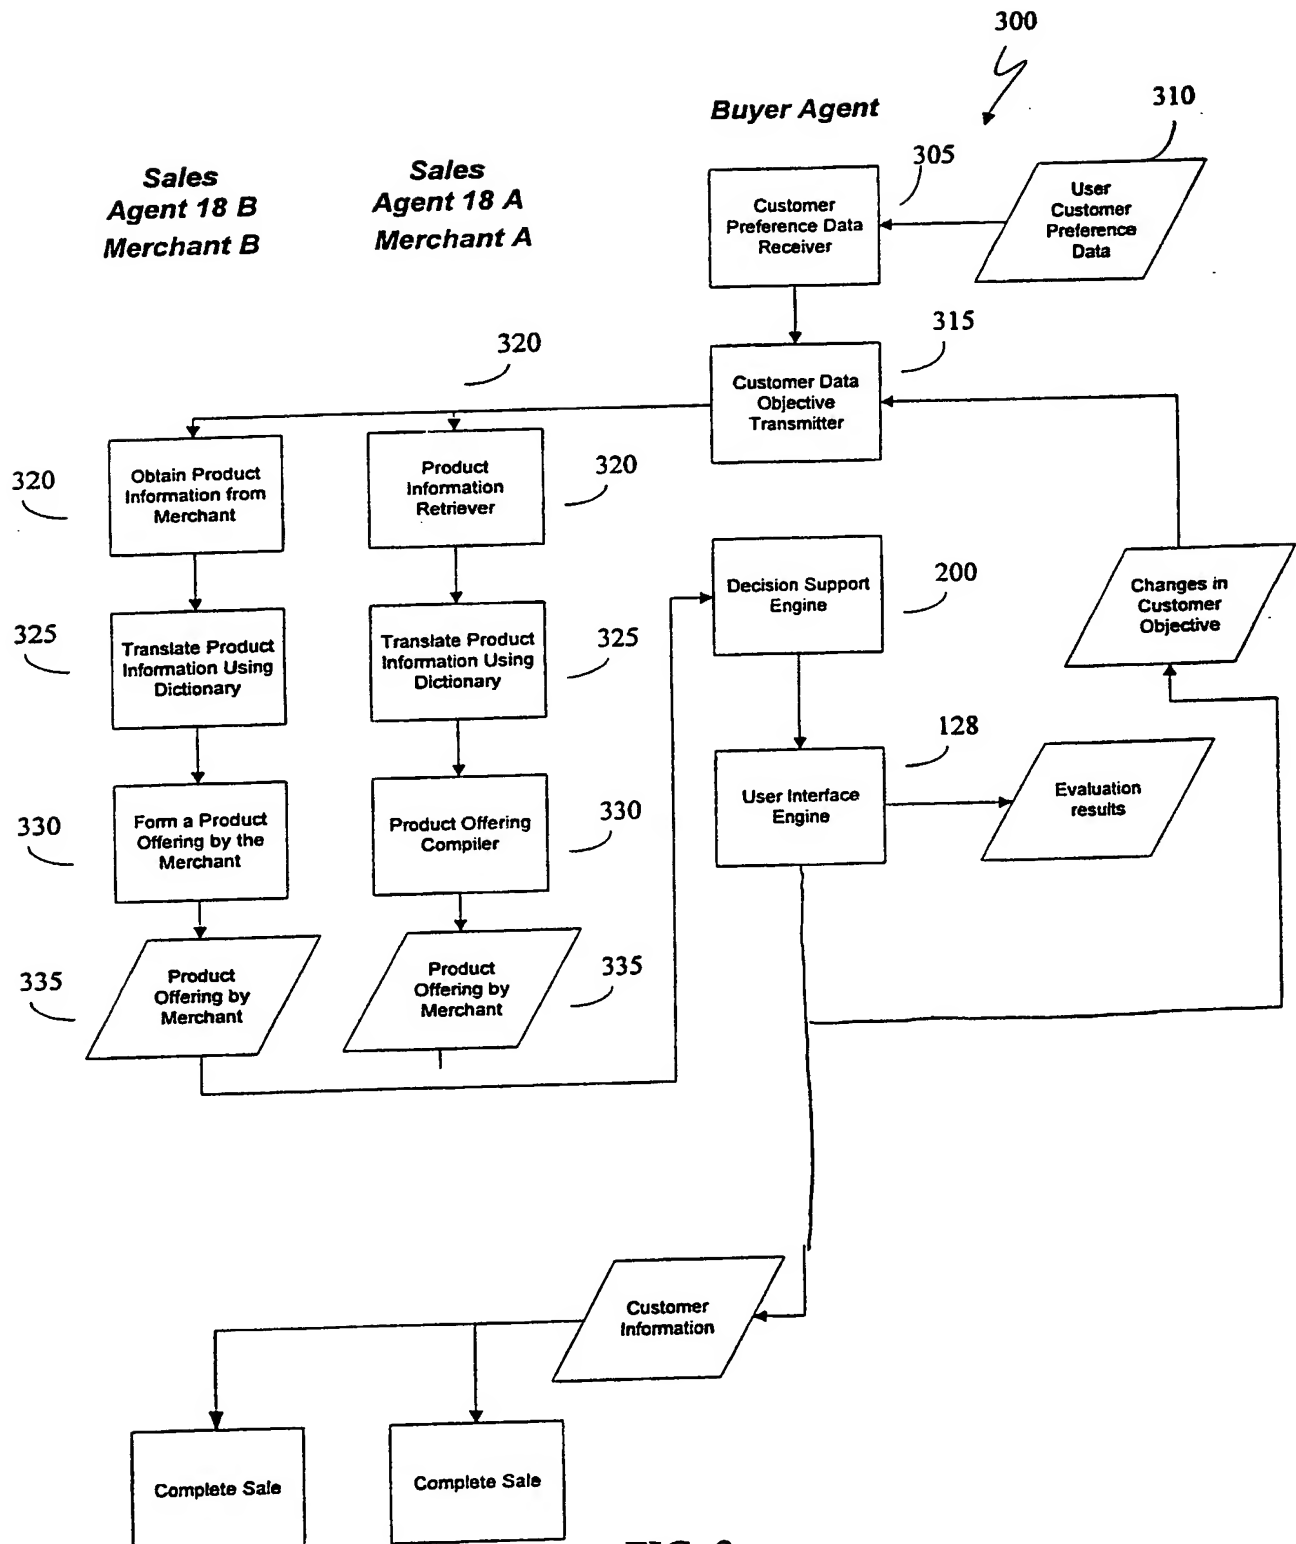 300
Buyer Agent
310
305
Sales
Agent 18 B
Merchant B
Sales
Agent 18 A
Merchant A
Customer
Preference Data
Receiver
User
Customer
Preference
Data
315
320
Customer Data
Objective
Transmitter
320
Obtain Product
Information from
Merchant
Product
Information
Retriever
320
Decision Support
Engine
200
Changes in
Customer
Objective
325
Translate Product
Information Using
Dictionary
Translate Product
Information Using
Dictionary
325
128
User Interface
Engine
Evaluation
results
330
Form a Product
Offering by the
Merchant
Product Offering
Compiler
330
335
Product
Offering by
Merchant
Product
Offering by
Merchant
335
Customer
Information
Complete Sale
Complete Sale